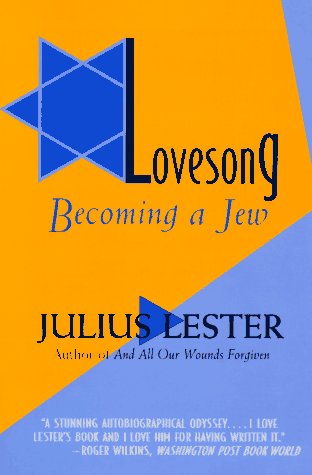 Lovesong
Becoming a Jew
JULIUS LESTER
Author of And All Our Wounds Forgiven
"A STUNNING AUTOBIOGRAPHICAL ODYSSEY.... I LOVE
LESTER'S BOOK AND I LOVE HIM FOR HAVING WRITTEN IT."
—ROGER WILKINS, WASHINGTON POST BOOK WORLD